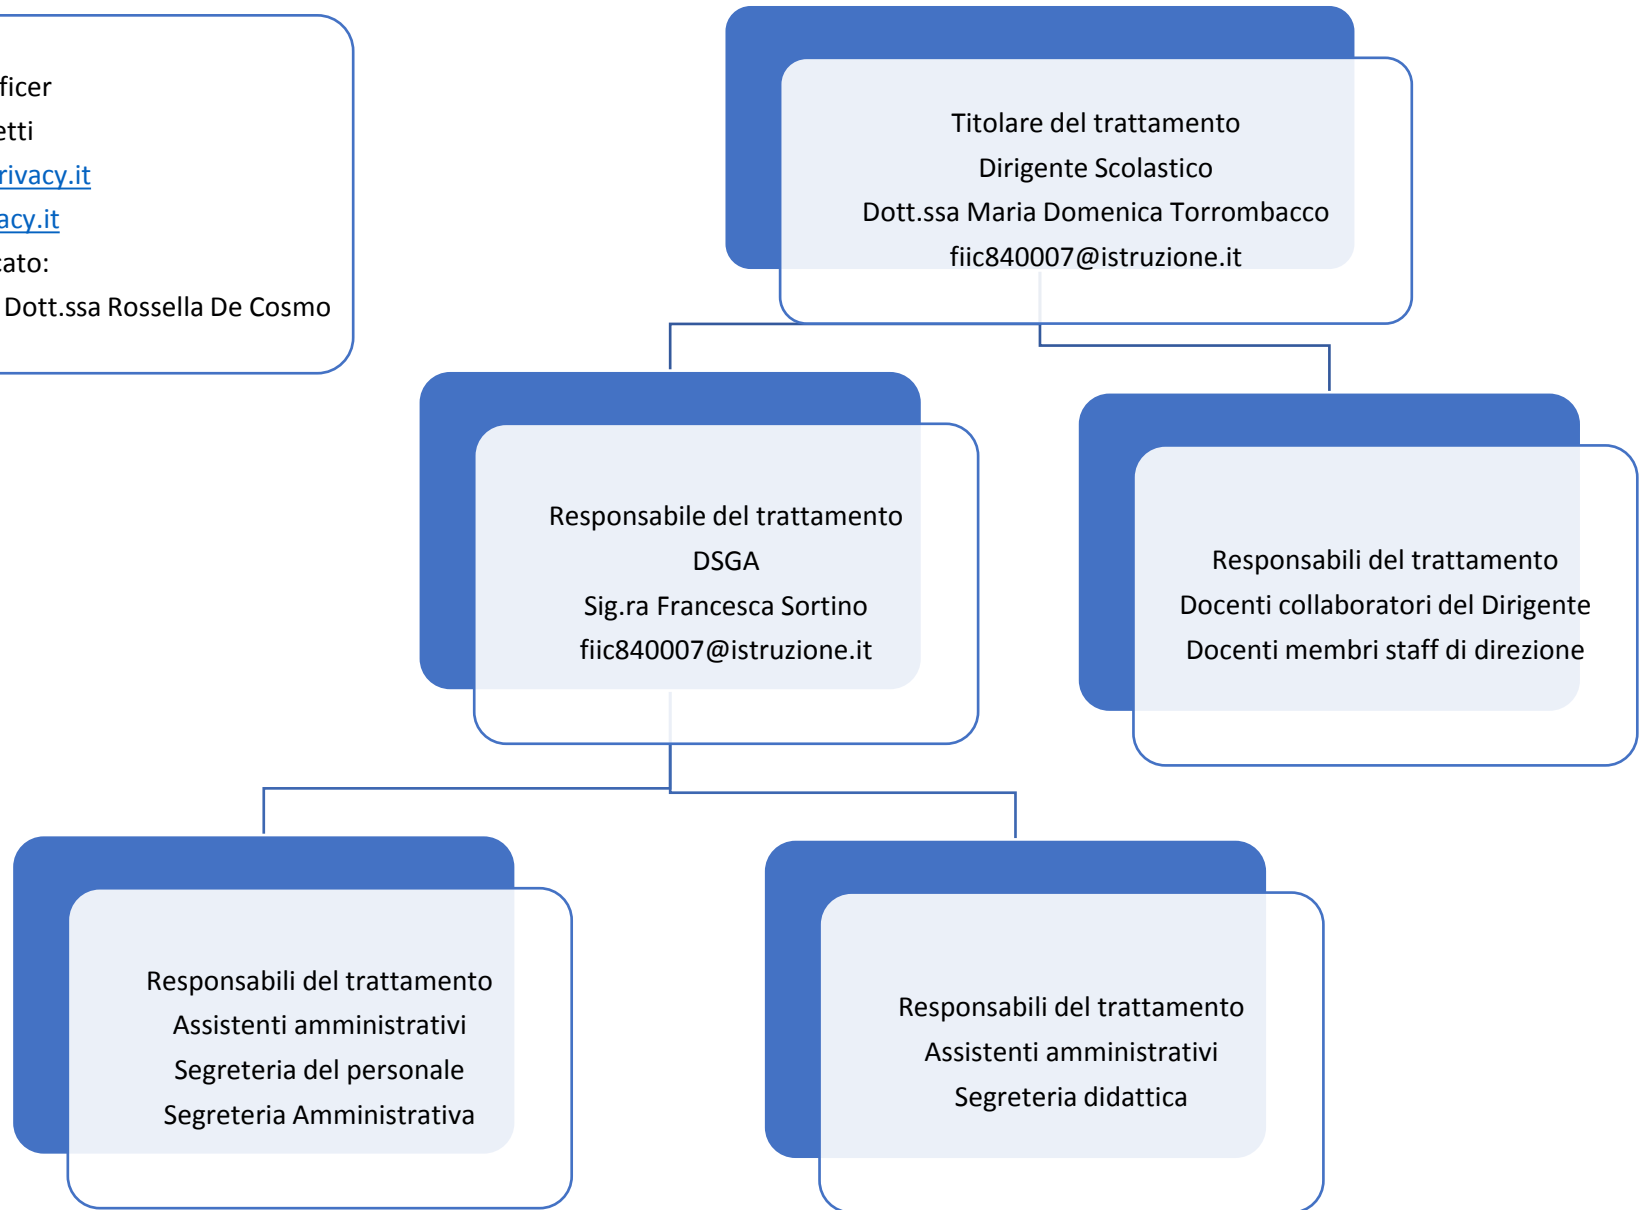 ficer
etti
rivacy.it
acy.it
cato:
Dott.ssa Rossella De Cosmo
Titolare del trattamento
Dirigente Scolastico
Dott.ssa Maria Domenica Torrombacco
fiic840007@istruzione.it
Responsabile del trattamento
DSGA
Sig.ra Francesca Sortino
fiic840007@istruzione.it
Responsabili del trattamento
Docenti collaboratori del Dirigente
Docenti membri staff di direzione
Responsabili del trattamento
Assistenti amministrativi
Segreteria del personale
Segreteria Amministrativa
Responsabili del trattamento
Assistenti amministrativi
Segreteria didattica